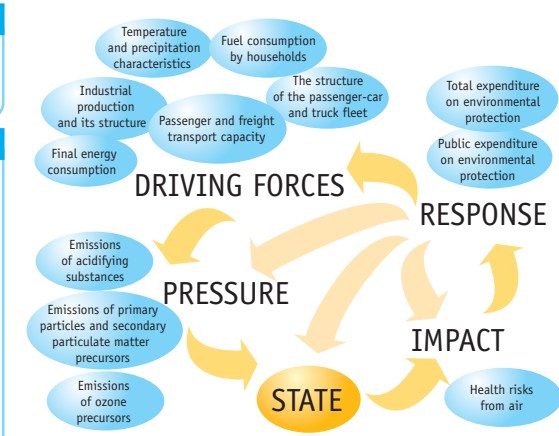 Temperature
and precipitation
characteristics
Fuel consumption
by households
Industrial
production
and its structure
Passenger and freight
transport capacity
The structure
of the passenger-car
and truck fleet
Final energy
consumption
Total expenditure
on environmental
protection
Public expenditure
on environmental
protection
DRIVING FORCES
RESPONSE
Emissions
of acidifying
substances
PRESSURE
Emissions of primary
particles and secondary
particulate matter
precursors
IMPACT
Emissions
of ozone
precursors
STATE
Health risks
from air